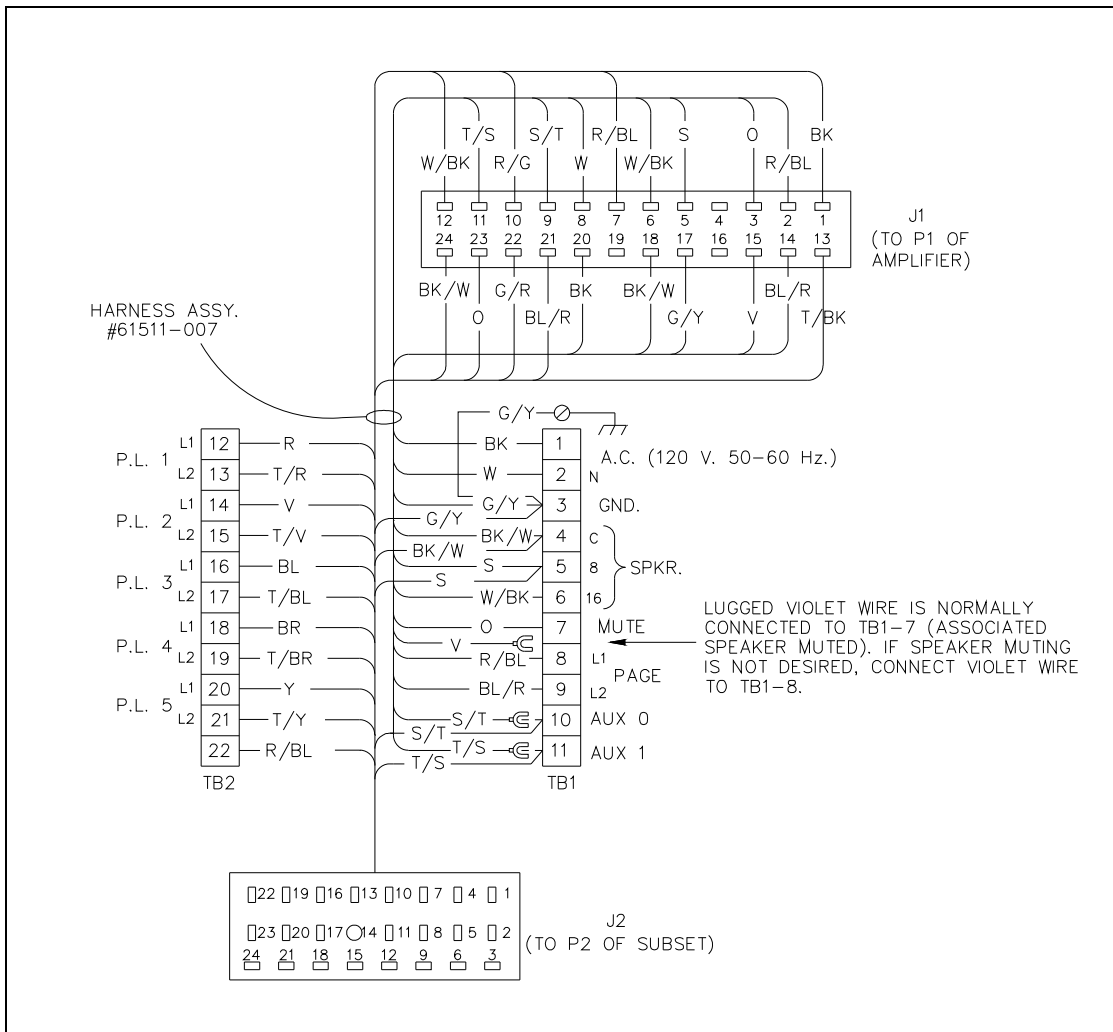 T/S S/T R/BL S O BK
W/BK R/G W W/BK R/BL
12 11 10 9 8 7 6 5 4 3 2 1
24 23 22 21 20 19 18 17 16 15 14 13
J1
(TO P1 OF
AMPLIFIER)
BK/W G/R BK BK/W BL/R
O BL/R G/Y V T/BK
HARNESS ASSY.
#61511-007
G/Y
P.L. 1
L1 12 R
L2 13 T/R
P.L. 2
L1 14 V
L2 15 T/V
P.L. 3
L1 16 BL
L2 17 T/BL
P.L. 4
L1 18 BR
L2 19 T/BR
P.L. 5
L1 20 Y
L2 21 T/Y
22 R/BL
TB2
BK 1 A.C. (120 V. 50-60 Hz.)
W 2 N
G/Y 3 GND.
G/Y
BK/W 4 C
BK/W
S 5 8 SPKR.
S
W/BK 6 16
O 7 MUTE
V
R/BL 8 L1
PAGE
BL/R 9 L2
S/T 10 AUX 0
S/T
T/S 11 AUX 1
T/S
TB1
LUGGED VIOLET WIRE IS NORMALLY
CONNECTED TO TB1-7 (ASSOCIATED
SPEAKER MUTED). IF SPEAKER MUTING
IS NOT DESIRED, CONNECT VIOLET WIRE
TO TB1-8.
22 19 16 13 10 7 4 1
23 20 17 14 11 8 5 2
24 21 18 15 12 9 6 3
J2
(TO P2 OF SUBSET)